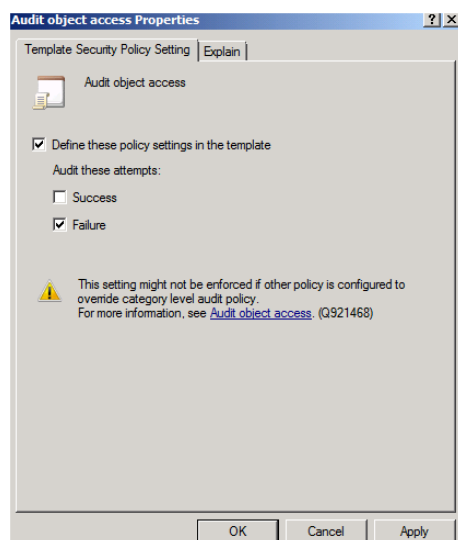 Audit object access Properties
Template Security Policy Setting Explain
Audit object access
Define these policy settings in the template
Audit these attempts:
Success
Failure
This setting might not be enforced if other policy is configured to
override category level audit policy.
For more information, see Audit object access. (Q921468)
OK Cancel Apply